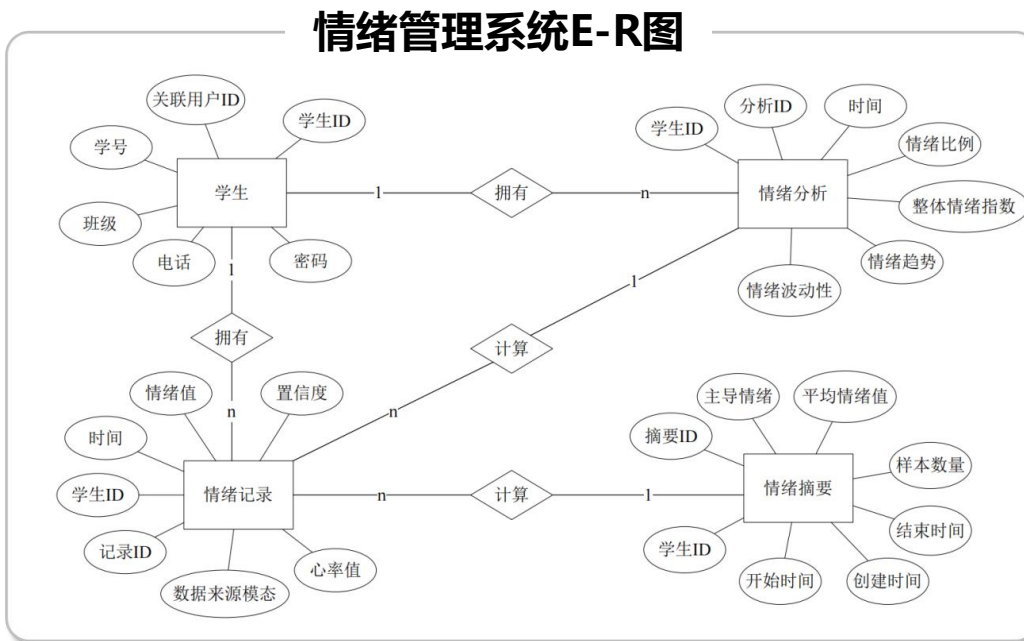 情绪管理系统E-R图
关联用户ID
学生ID
学号
学生
班级
电话
密码
1
拥有
n
学生ID
分析ID
时间
情绪比例
情绪分析
整体情绪指数
情绪趋势
情绪波动性
1
拥有
n
1
计算
n
情绪值
置信度
时间
学生ID
情绪记录
记录ID
数据来源模态
心率值
n
计算
1
主导情绪
平均情绪值
摘要ID
样本数量
情绪摘要
结束时间
学生ID
开始时间
创建时间